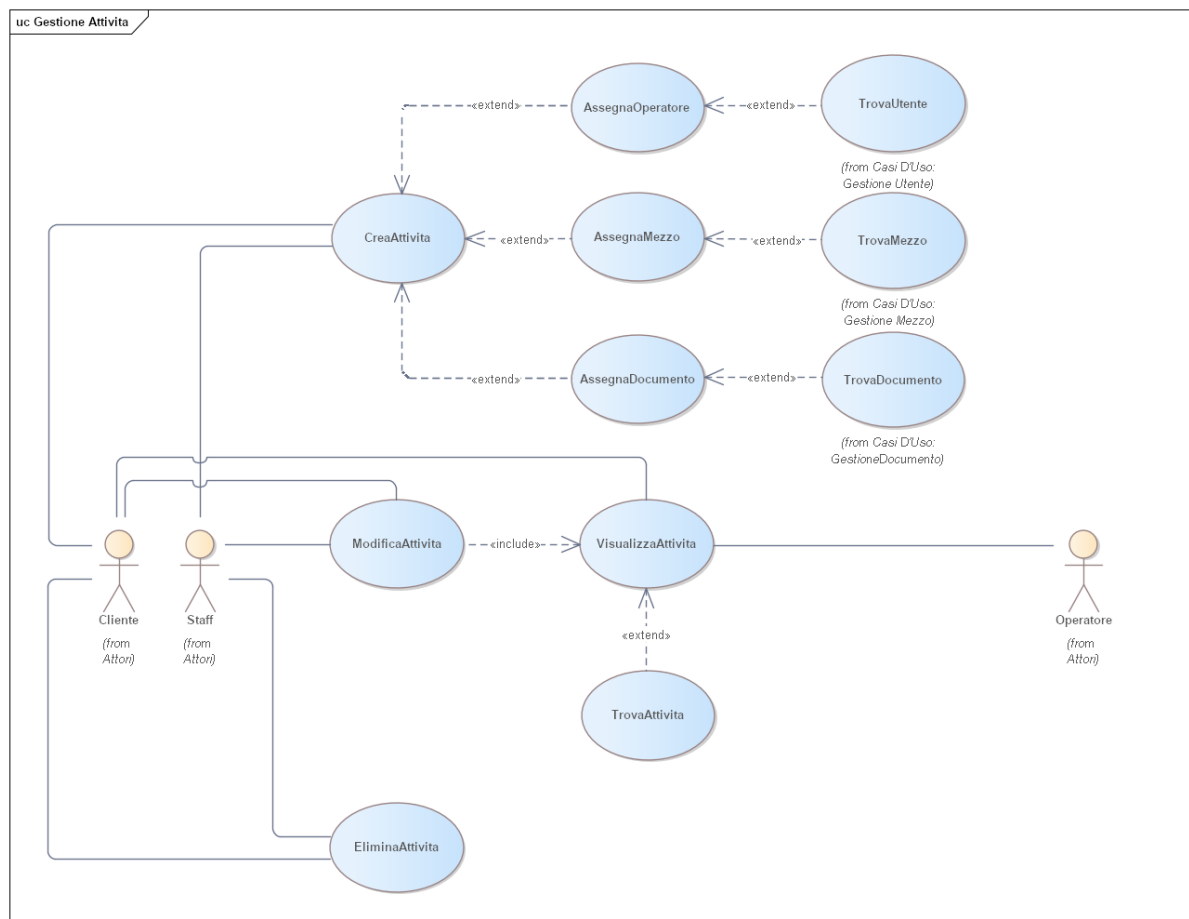 uc Gestione Attivita
«extend»
AssegnaOperatore
«extend»
TrovaUtente
(from Casi D'Uso:
Gestione Utente)
CreaAttivita
«extend»
AssegnaMezzo
«extend»
TrovaMezzo
(from Casi D'Uso:
Gestione Mezzo)
«extend»
AssegnaDocumento
«extend»
TrovaDocumento
(from Casi D'Uso:
GestioneDocumento)
ModificaAttivita
«include»
VisualizzaAttivita
Cliente
(from
Attori)
Staff
(from
Attori)
Operatore
(from
Attori)
«extend»
TrovaAttivita
EliminaAttivita